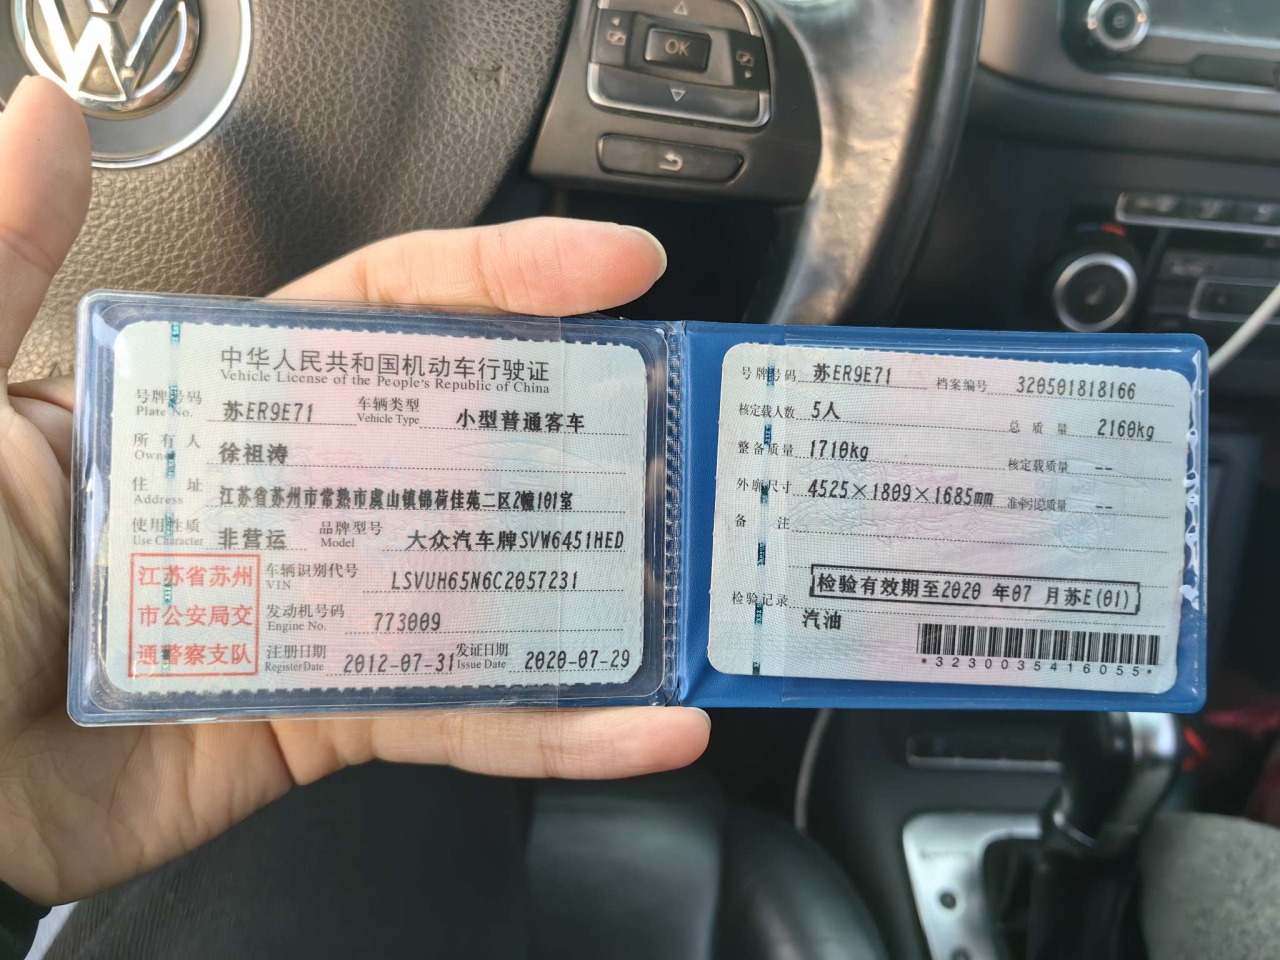 OK
中华人民共和国机动车行驶证
Vehicle License of the People's Republic of China
号牌号码 苏ER9E71 车辆类型 小型普通客车
Plate No. Vehicle Type
所有人 徐祖涛
Owner
住址 江苏省苏州市常熟市虞山镇锦荷佳苑二区2幢101室
Address
使用性质 非营运 品牌型号 大众汽车牌SVW6451HED
Use Character Model
江苏省苏州
市公安局交
通警察支队
车辆识别代号 LSVUH65N6C2057231
VIN
发动机号码 773009
Engine No.
注册日期 2012-07-31 发证日期 2020-07-29
Register Date Issue Date
号牌号码 苏ER9E71 档案编号 320501818166
核定载人数 5人 总质量 2160kg
整备质量 1710kg 核定载质量 --
外廓尺寸 4525×1809×1685mm 准牵引总质量 --
备注
检验有效期至2020 年07 月苏E(01)
检验记录
汽油
*3230035416055*